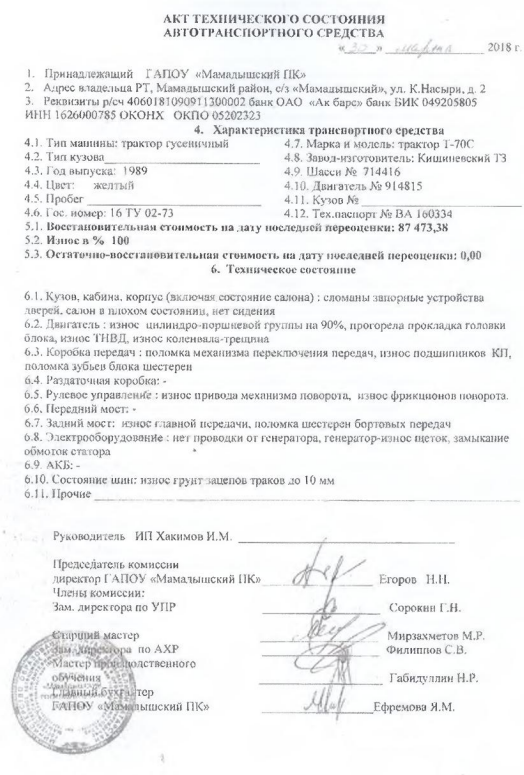 АКТ ТЕХНИЧЕСКОГО СОСТОЯНИЯ
АВТОТРАНСПОРТНОГО СРЕДСТВА
« 30 » марта 2018 г.
1. Принадлежащий ГАПОУ «Мамадышский ПК»
2. Адрес владельца РТ, Мамадышский район, с/з «Мамадышский», ул. К.Насыри, д. 2
3. Реквизиты р/сч 40601810900911300002 банк ОАО «Ак барс» банк БИК 049205805
ИНН 1626000785 ОКОНХ ОКПО 05202323
4. Характеристика транспортного средства
4.1. Тип машины: трактор гусеничный 4.7. Марка и модель: трактор Т-70С
4.2. Тип кузова 4.8. Завод-изготовитель: Кишиневский ТЗ
4.3. Год выпуска: 1989 4.9. Шасси № 714416
4.4. Цвет: желтый 4.10. Двигатель № 914815
4.5. Пробег 4.11. Кузов №
4.6. Гос. номер: 16 ТУ 02-73 4.12. Тех.паспорт № ВА 160334
5.1. Восстановительная стоимость на дату последней переоценки: 87 473,38
5.2. Износ в % 100
5.3. Остаточно-восстановительная стоимость на дату последней переоценки: 0,00
6. Техническое состояние
6.1. Кузов, кабина, корпус (включая состояние салона) : сломаны запорные устройства
дверей, салон в плохом состоянии, нет сидения
6.2. Двигатель : износ цилиндро-поршневой группы на 90%, прогорела прокладка головки
блока, износ ТНВД, износ коленвала-трещина
6.3. Коробка передач : поломка механизма переключения передач, износ подшипников КП,
поломка зубьев блока шестерен
6.4. Раздаточная коробка: -
6.5. Рулевое управление : износ привода механизма поворота, износ фрикционов поворота.
6.6. Передний мост: -
6.7. Задний мост: износ главной передачи, поломка шестерен бортовых передач
6.8. Электрооборудование : нет проводки от генератора, генератор-износ щеток, замыкание
обмоток статора
6.9. АКБ: -
6.10. Состояние шин: износ грунт зацепов траков до 10 мм
6.11. Прочие
Руководитель ИП Хакимов И.М.
Председатель комиссии
директор ГАПОУ «Мамадышский ПК» Егоров Н.Н.
Члены комиссии:
Зам. директора по УПР Сорокин Г.Н.
Старший мастер Мирзахметов М.Р.
Зам. директора по АХР Филиппов С.В.
Мастер производственного
обучения Габидуллин Н.Р.
Главный бухгалтер
ГАПОУ «Мамадышский ПК» Ефремова Я.М.